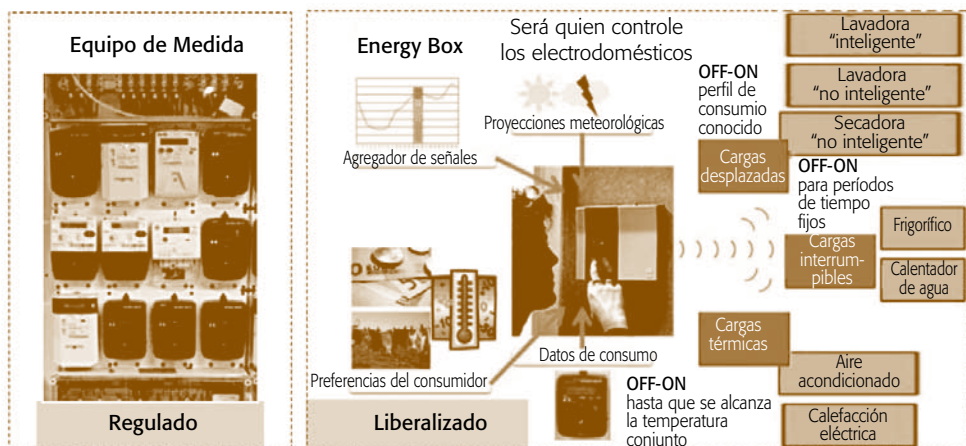 Equipo de Medida
Regulado
Energy Box
Será quien controle
los electrodomésticos
Agregador de señales
Proyecciones meteorológicas
Preferencias del consumidor
Datos de consumo
Liberalizado
OFF-ON
perfil de
consumio
conocido
Cargas
desplazadas
Lavadora
“inteligente”
Lavadora
“no inteligente”
Secadora
“no inteligente”
OFF-ON
para períodos
de tiempo
fijos
Cargas
interrum-
pibles
Frigorífico
Calentador
de agua
Cargas
térmicas
OFF-ON
hasta que se alcanza
la temperatura
conjunto
Aire
acondicionado
Calefacción
eléctrica